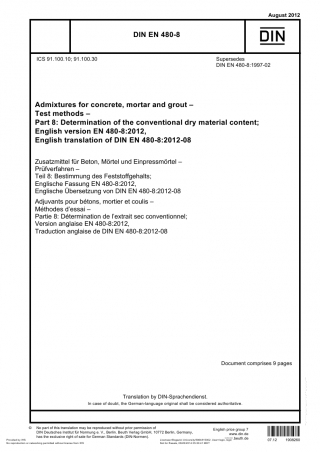 August 2012
DIN EN 480-8
DIN
ICS 91.100.10; 91.100.30
Supersedes
DIN EN 480-8:1997-02
Admixtures for concrete, mortar and grout –
Test methods –
Part 8: Determination of the conventional dry material content;
English version EN 480-8:2012,
English translation of DIN EN 480-8:2012-08
Zusatzmittel für Beton, Mörtel und Einpressmörtel –
Prüfverfahren –
Teil 8: Bestimmung des Feststoffgehalts;
Englische Fassung EN 480-8:2012,
Englische Übersetzung von DIN EN 480-8:2012-08
Adjuvants pour bétons, mortier et coulis –
Méthodes d'essai –
Partie 8: Détermination de l'extrait sec conventionnel;
Version anglaise EN 480-8:2012,
Traduction anglaise de DIN EN 480-8:2012-08
Document comprises 9 pages
Translation by DIN-Sprachendienst.
In case of doubt, the German-language original shall be considered authoritative.
© No part of this translation may be reproduced without prior permission of
DIN Deutsches Institut für Normung e. V., Berlin. Beuth Verlag GmbH, 10772 Berlin, Germany,
has the exclusive right of sale for German Standards (DIN-Normen).
English price group 7
www.din.de
www.beuth.de
07.12